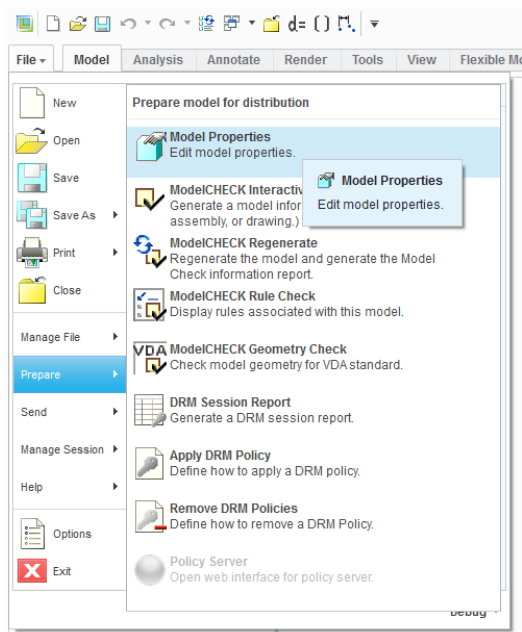 d= ()
File Model Analysis Annotate Render Tools View Flexible Mo
New
Open
Save
Save As
Print
Close
Manage File
Prepare
Send
Manage Session
Help
Options
Exit
Prepare model for distribution
Model Properties
Edit model properties.
Model Properties
Edit model properties.
ModelCHECK Interactiv
Generate a model infor
assembly, or drawing.)
ModelCHECK Regenerate
Regenerate the model and generate the Model
Check information report.
ModelCHECK Rule Check
Display rules associated with this model.
VDA
ModelCHECK Geometry Check
Check model geometry for VDA standard.
DRM Session Report
Generate a DRM session report.
Apply DRM Policy
Define how to apply a DRM policy.
Remove DRM Policies
Define how to remove a DRM Policy.
Policy Server
Open web interface for policy server.
Debug